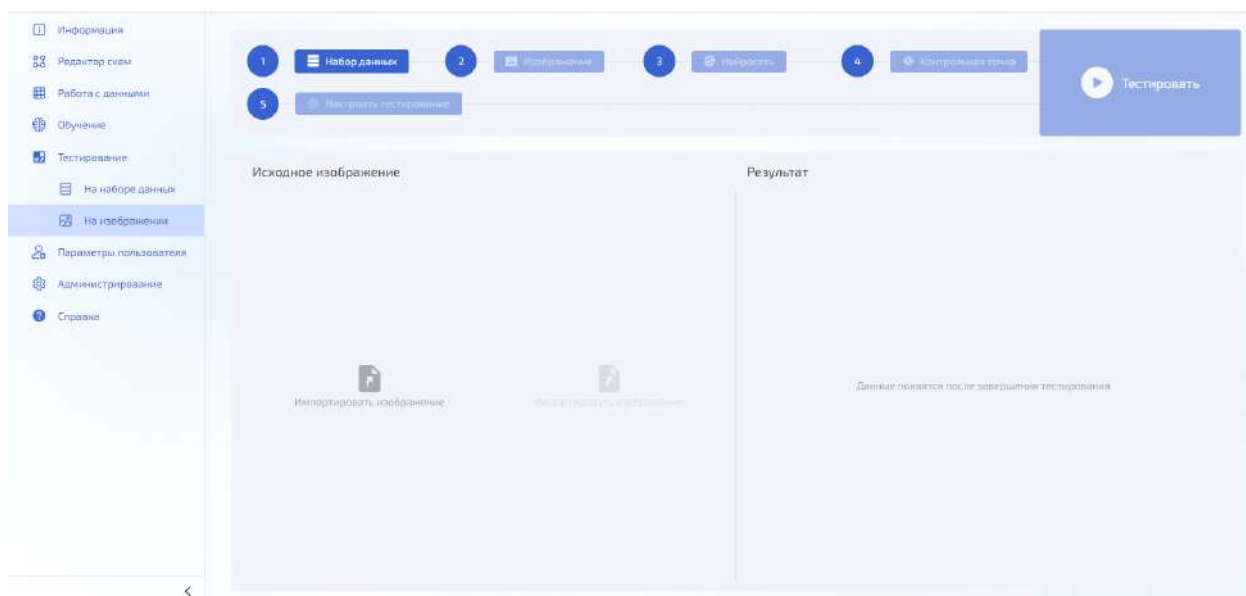 Информация
Редактор схем
Работа с данными
Обучение
Тестирование
На наборе данных
На изображении
Параметры пользователя
Администрирование
Справка
1 Набор данных 2 Изображение 3 Нейросеть 4 Контрольная точка
5 Настроить тестирование
Тестировать
Исходное изображение
Импортировать изображение
Импортировать изображение
Результат
Данные появятся после завершения тестирования